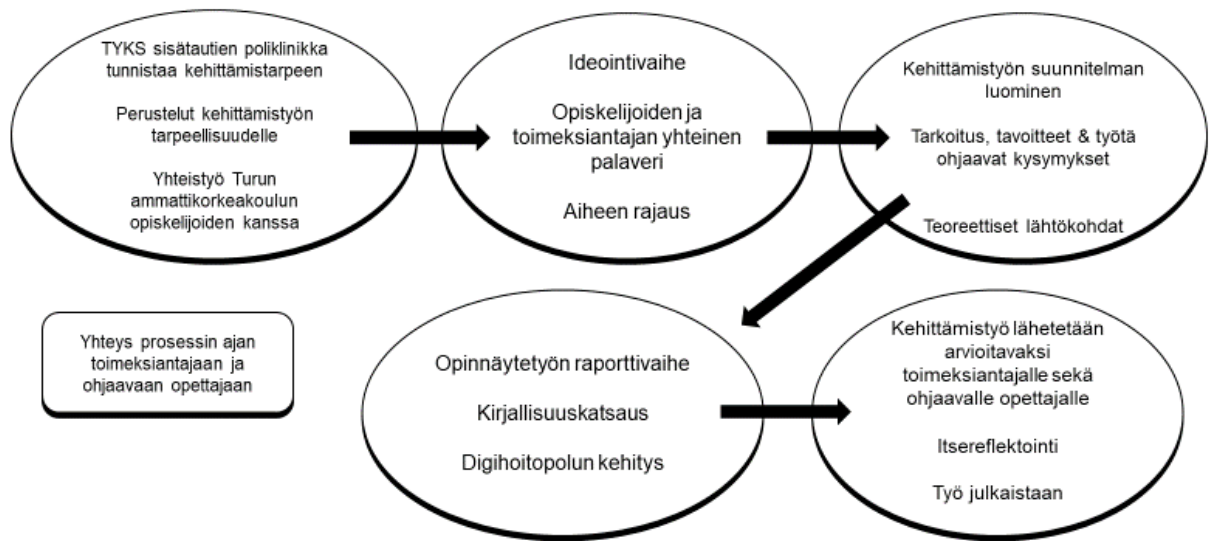 TYKS sisätautien poliklinikka
tunnistaa kehittämistarpeen
Perustelut kehittämistyön
tarpeellisuudelle
Yhteistyö Turun
ammattikorkeakoulun
opiskelijoiden kanssa
Ideointivaihe
Opiskelijoiden ja
toimeksiantajan yhteinen
palaveri
Aiheen rajaus
Kehittämistyön suunnitelman
luominen
Tarkoitus, tavoitteet & työtä
ohjaavat kysymykset
Teoreettiset lähtökohdat
Yhteys prosessin ajan
toimeksiantajaan ja
ohjaavaan opettajaan
Opinnäytetyön raporttivaihe
Kirjallisuuskatsaus
Digihoitopolun kehitys
Kehittämistyö lähetetään
arvioitavaksi
toimeksiantajalle sekä
ohjaavalle opettajalle
Itsereflektointi
Työ julkaistaan